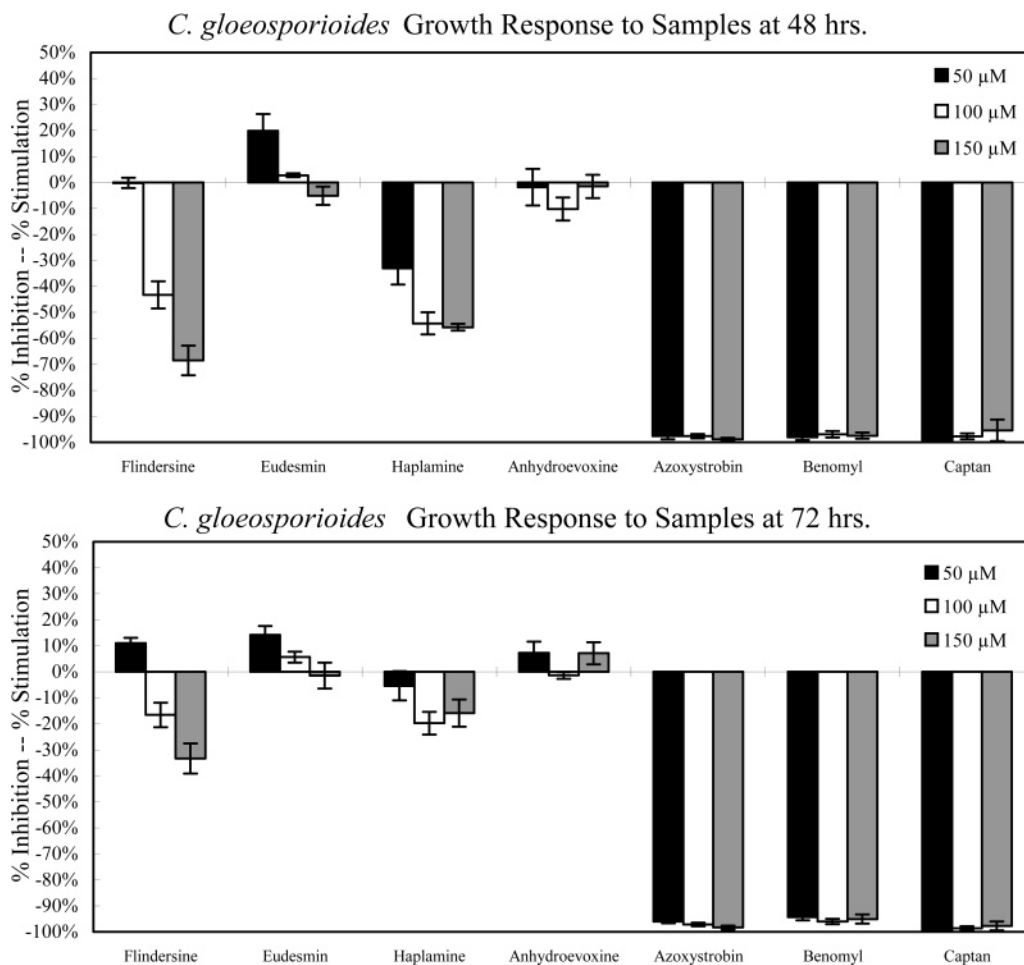 C. gloeosporioides Growth Response to Samples at 48 hrs.
% Inhibition -- % Stimulation
50%
40%
30%
20%
10%
0%
-10%
-20%
-30%
-40%
-50%
-60%
-70%
-80%
-90%
-100%
50 µM
100 µM
150 µM
Flindersine Eudesmin Haplamine Anhydroevoxine Azoxystrobin Benomyl Captan
C. gloeosporioides Growth Response to Samples at 72 hrs.
% Inhibition -- % Stimulation
50%
40%
30%
20%
10%
0%
-10%
-20%
-30%
-40%
-50%
-60%
-70%
-80%
-90%
-100%
50 µM
100 µM
150 µM
Flindersine Eudesmin Haplamine Anhydroevoxine Azoxystrobin Benomyl Captan